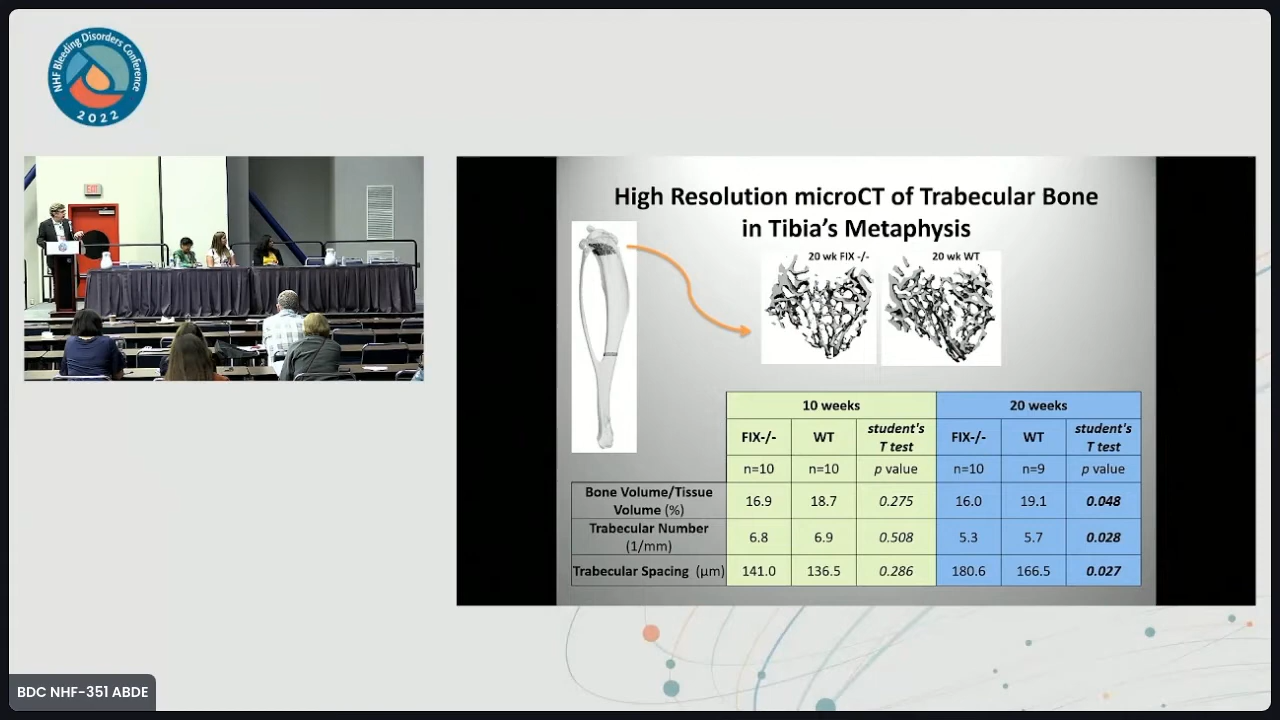 NHF Bleeding Disorders Conference
2022
EXIT
High Resolution microCT of Trabecular Bone
in Tibia's Metaphysis
20 wk FIX -/-
20 wk WT
10 weeks
20 weeks
FIX-/-
WT
student's
T test
FIX-/-
WT
student's
T test
n=10
n=10
p value
n=10
n=9
p value
Bone Volume/Tissue
Volume (%)
16.9
18.7
0.275
16.0
19.1
0.048
Trabecular Number
(1/mm)
6.8
6.9
0.508
5.3
5.7
0.028
Trabecular Spacing (µm)
141.0
136.5
0.286
180.6
166.5
0.027
BDC NHF-351 ABDE